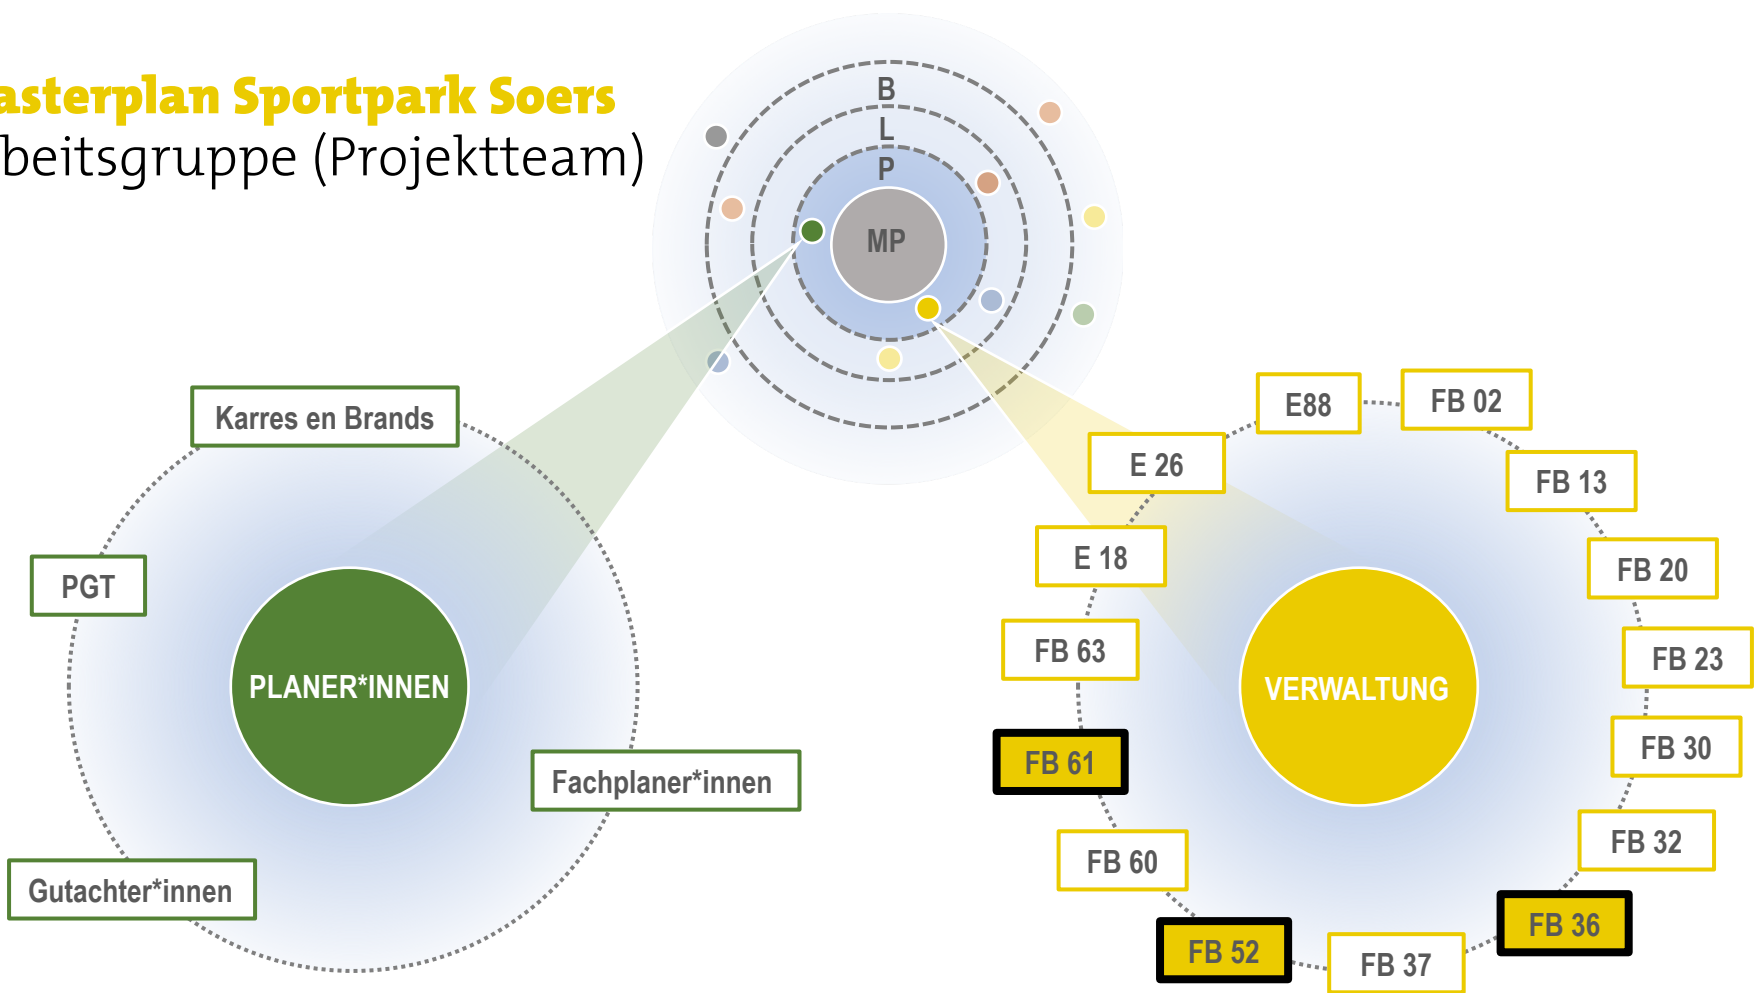 asterplan Sportpark Soers
beitsgruppe (Projektteam)
B
L
P
MP
Karres en Brands
PGT
PLANER*INNEN
Fachplaner*innen
Gutachter*innen
E88
FB 02
E 26
FB 13
E 18
FB 20
FB 63
FB 23
VERWALTUNG
FB 61
FB 30
FB 60
FB 32
FB 52
FB 36
FB 37